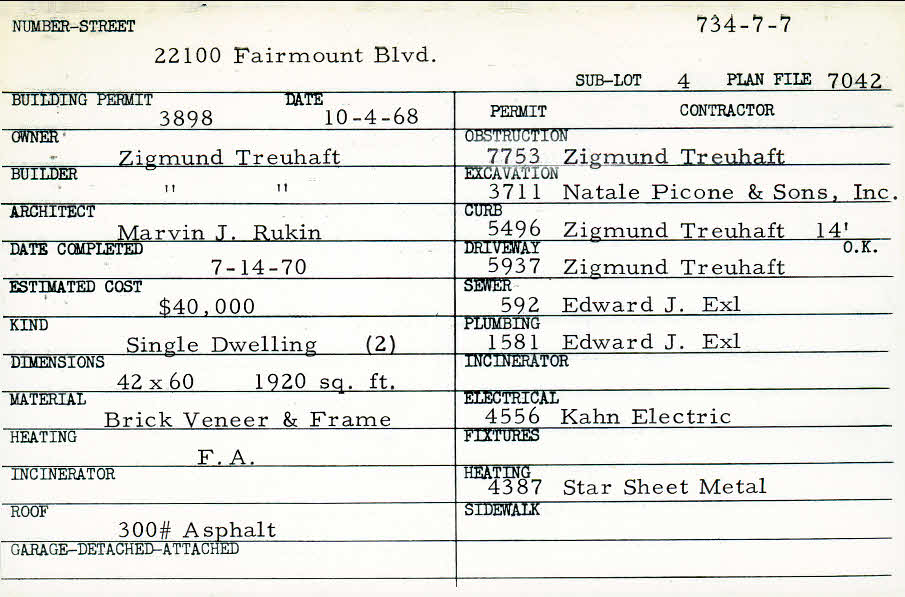 NUMBER-STREET 734-7-7
22100 Fairmount Blvd.
SUB-LOT 4 PLAN FILE 7042
BUILDING PERMIT DATE
3898 10-4-68
OWNER
Zigmund Treuhaft
BUILDER
" "
ARCHITECT
Marvin J. Rukin
DATE COMPLETED
7-14-70
ESTIMATED COST
$40,000
KIND
Single Dwelling (2)
DIMENSIONS
42 x 60 1920 sq. ft.
MATERIAL
Brick Veneer & Frame
HEATING
F.A.
INCINERATOR
ROOF
300# Asphalt
GARAGE-DETACHED-ATTACHED
PERMIT CONTRACTOR
OBSTRUCTION
7753 Zigmund Treuhaft
EXCAVATION
3711 Natale Picone & Sons, Inc.
CURB
5496 Zigmund Treuhaft 14'
DRIVEWAY O.K.
5937 Zigmund Treuhaft
SEWER
592 Edward J. Exl
PLUMBING
1581 Edward J. Exl
INCINERATOR
ELECTRICAL
4556 Kahn Electric
FIXTURES
HEATING
4387 Star Sheet Metal
SIDEWALK